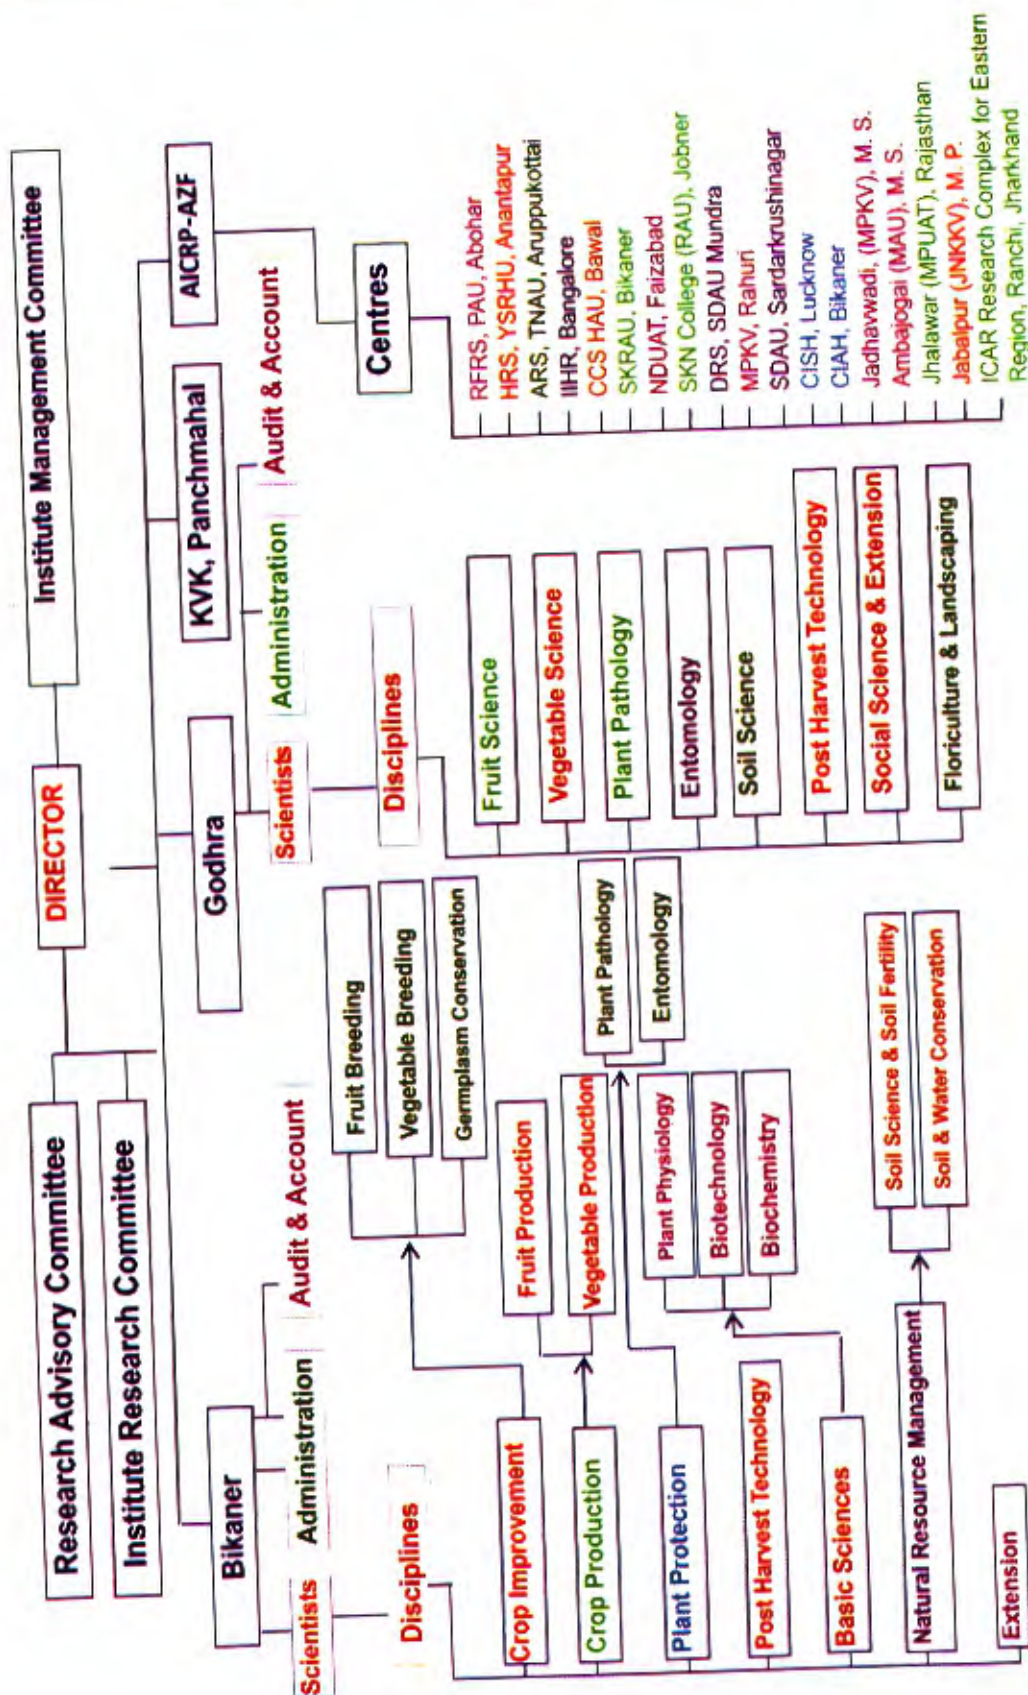 Research Advisory Committee
Institute Research Committee
DIRECTOR
Institute Management Committee
Bikaner
Godhra
KVK, Panchmahal
AICRP-AZF
Scientists
Administration
Audit & Account
Disciplines
Crop Improvement
Fruit Breeding
Vegetable Breeding
Germplasm Conservation
Crop Production
Fruit Production
Vegetable Production
Plant Protection
Plant Pathology
Entomology
Post Harvest Technology
Basic Sciences
Plant Physiology
Biotechnology
Biochemistry
Natural Resource Management
Soil Science & Soil Fertility
Soil & Water Conservation
Extension
Scientists
Administration
Audit & Account
Disciplines
Fruit Science
Vegetable Science
Plant Pathology
Entomology
Soil Science
Post Harvest Technology
Social Science & Extension
Floriculture & Landscaping
Centres
RFRS, PAU, Abohar
HRS, YSRHU, Anantapur
ARS, TNAU, Aruppukottai
IIHR, Bangalore
CCS HAU, Bawal
SKRAU, Bikaner
NDUAT, Faizabad
SKN College (RAU), Jobner
DRS, SDAU Mundra
MPKV, Rahuri
SDAU, Sardarkrushinagar
CISH, Lucknow
CIAH, Bikaner
Jadhavwadi, (MPKV), M. S.
Ambajogai (MAU), M. S.
Jhalawar (MPUAT), Rajasthan
Jabalpur (JNKKV), M. P.
ICAR Research Complex for Eastern
Region, Ranchi, Jharkhand